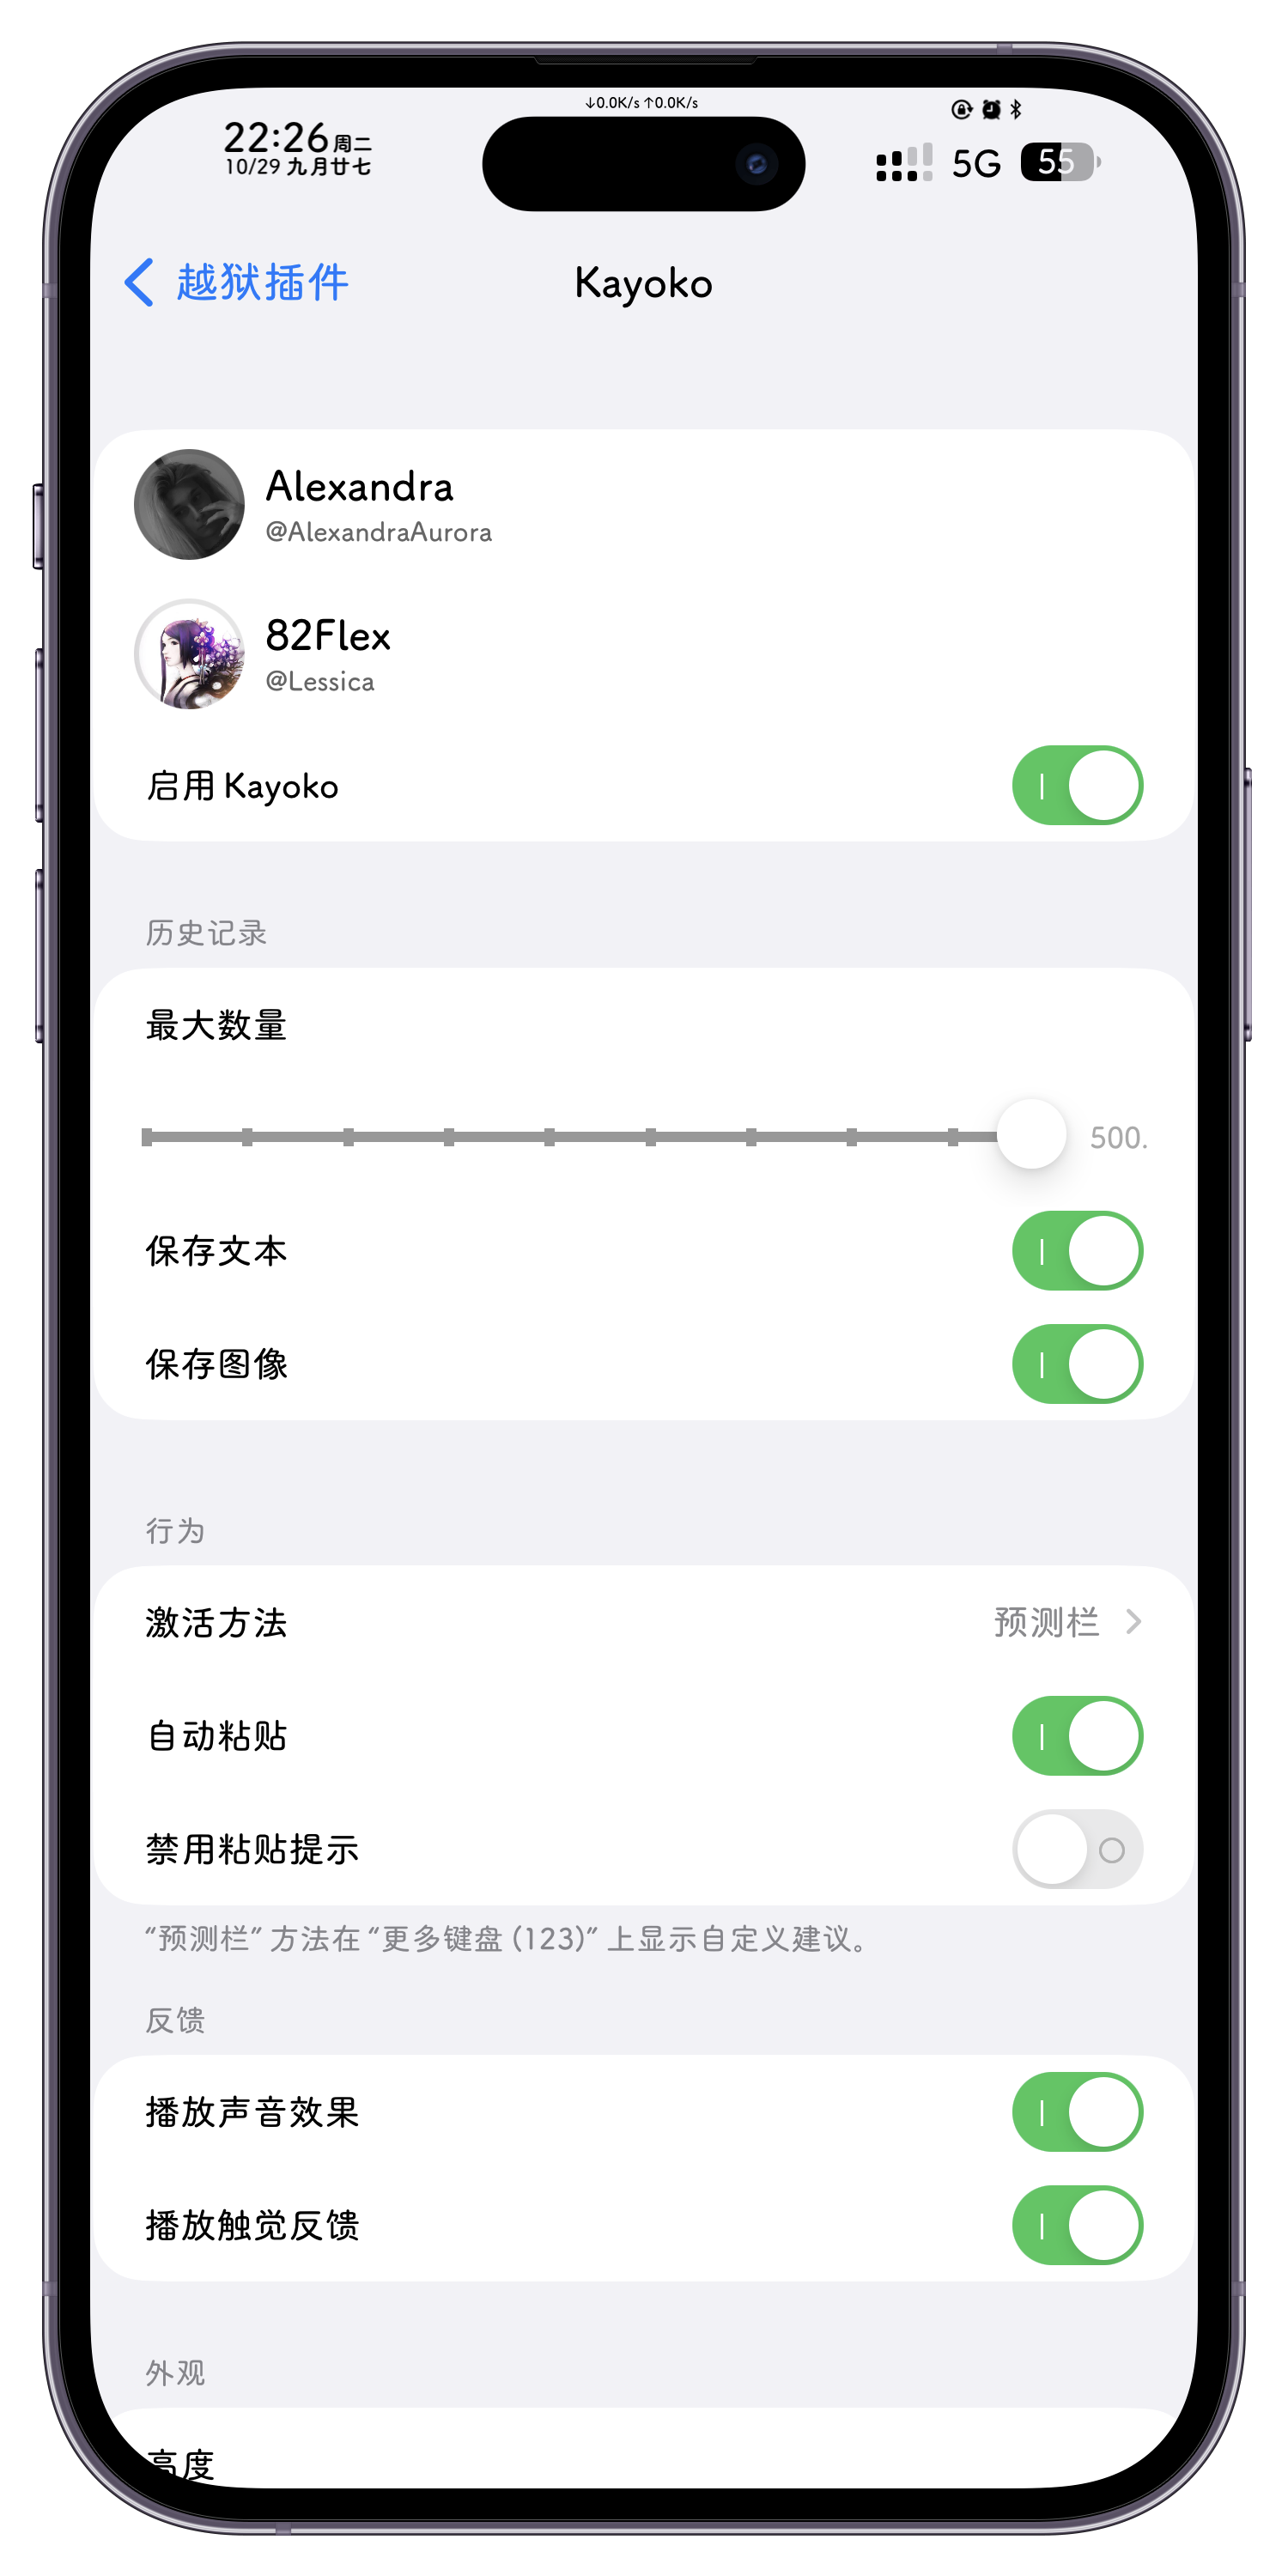 ↓0.0K/s ↑0.0K/s
22:26 周二
10/29 九月廿七
5G 55
越狱插件
Kayoko
Alexandra
@AlexandraAurora
82Flex
@Lessica
启用 Kayoko
历史记录
最大数量
500.
保存文本
保存图像
行为
激活方法 预测栏
自动粘贴
禁用粘贴提示
“预测栏” 方法在 “更多键盘 (123)” 上显示自定义建议。
反馈
播放声音效果
播放触觉反馈
外观
高度